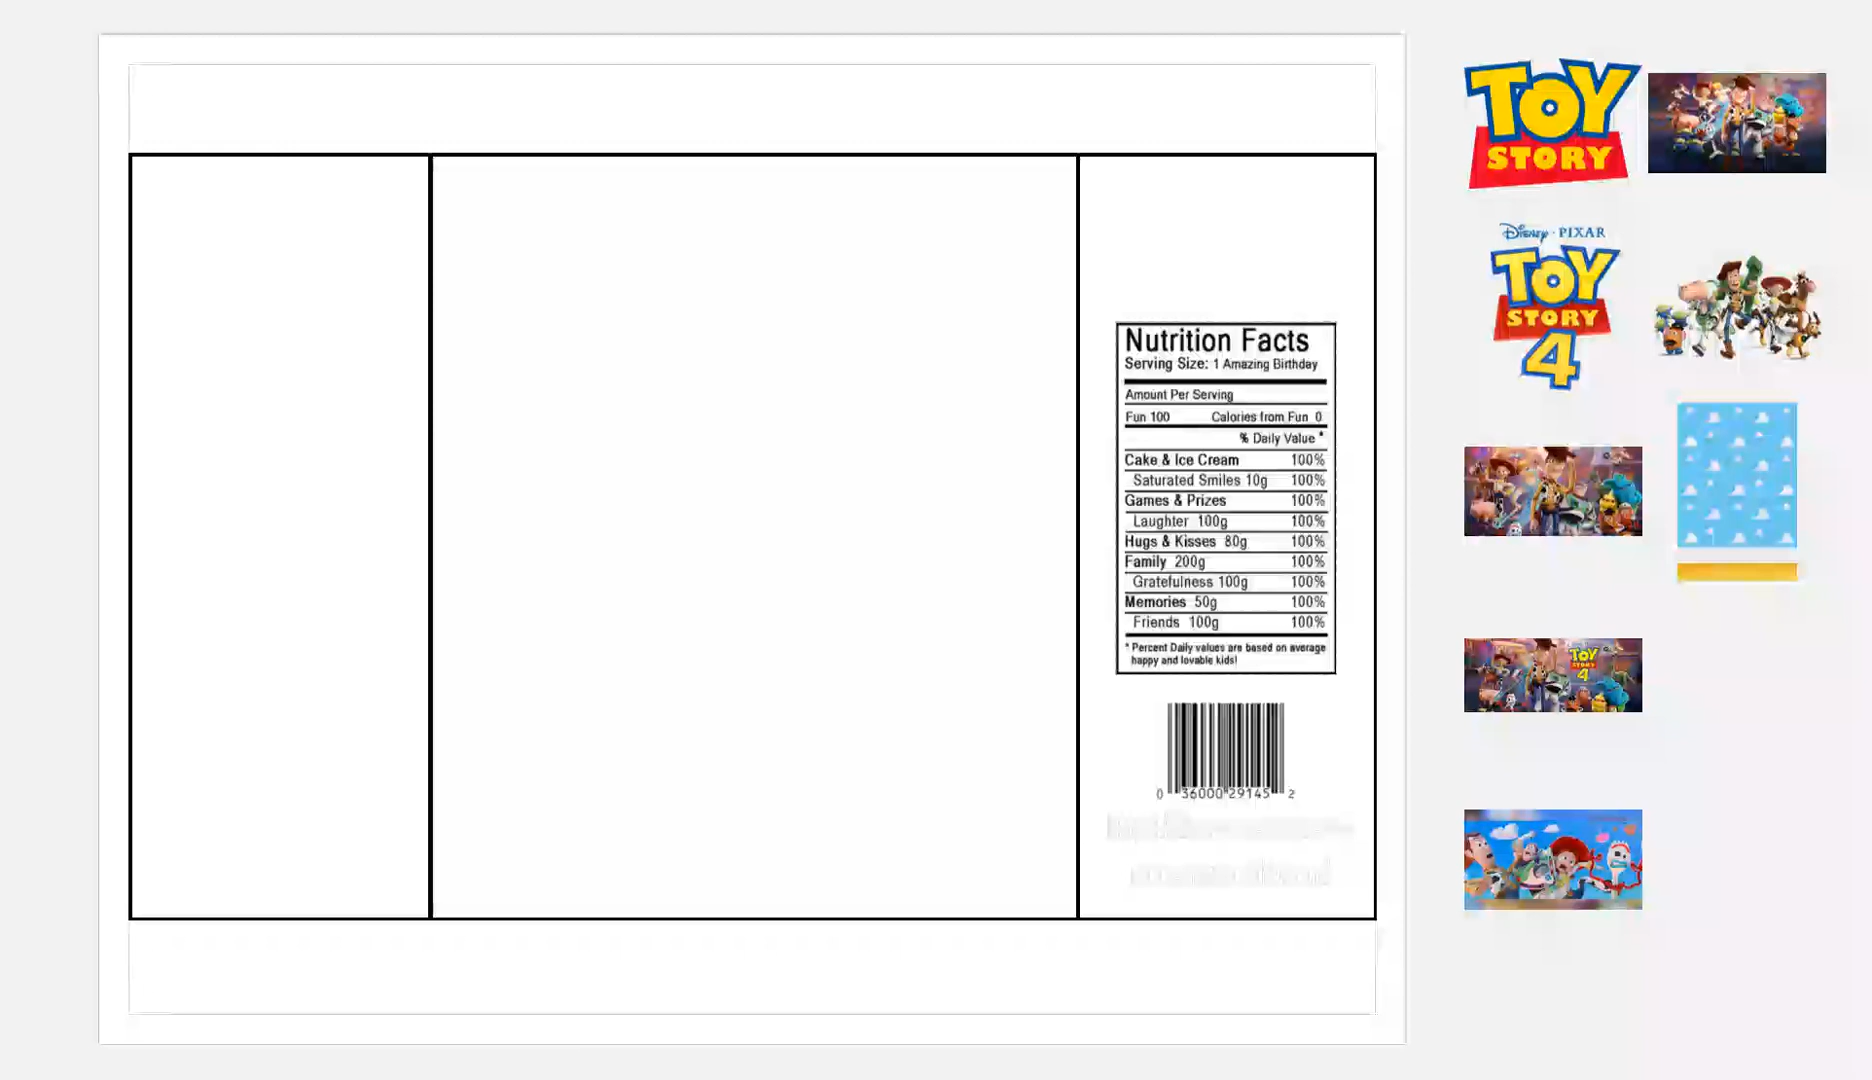 Nutrition Facts
Serving Size: 1 Amazing Birthday
Amount Per Serving
Fun 100 Calories from Fun 0
% Daily Value *
Cake & Ice Cream 100%
Saturated Smiles 10g 100%
Games & Prizes 100%
Laughter 100g 100%
Hugs & Kisses 80g 100%
Family 200g 100%
Gratefulness 100g 100%
Memories 50g 100%
Friends 100g 100%
* Percent Daily values are based on average
happy and lovable kids!
0 36000 29145 2
TOY
STORY
DISNEY · PIXAR
TOY
STORY
4
TOY
STORY
4